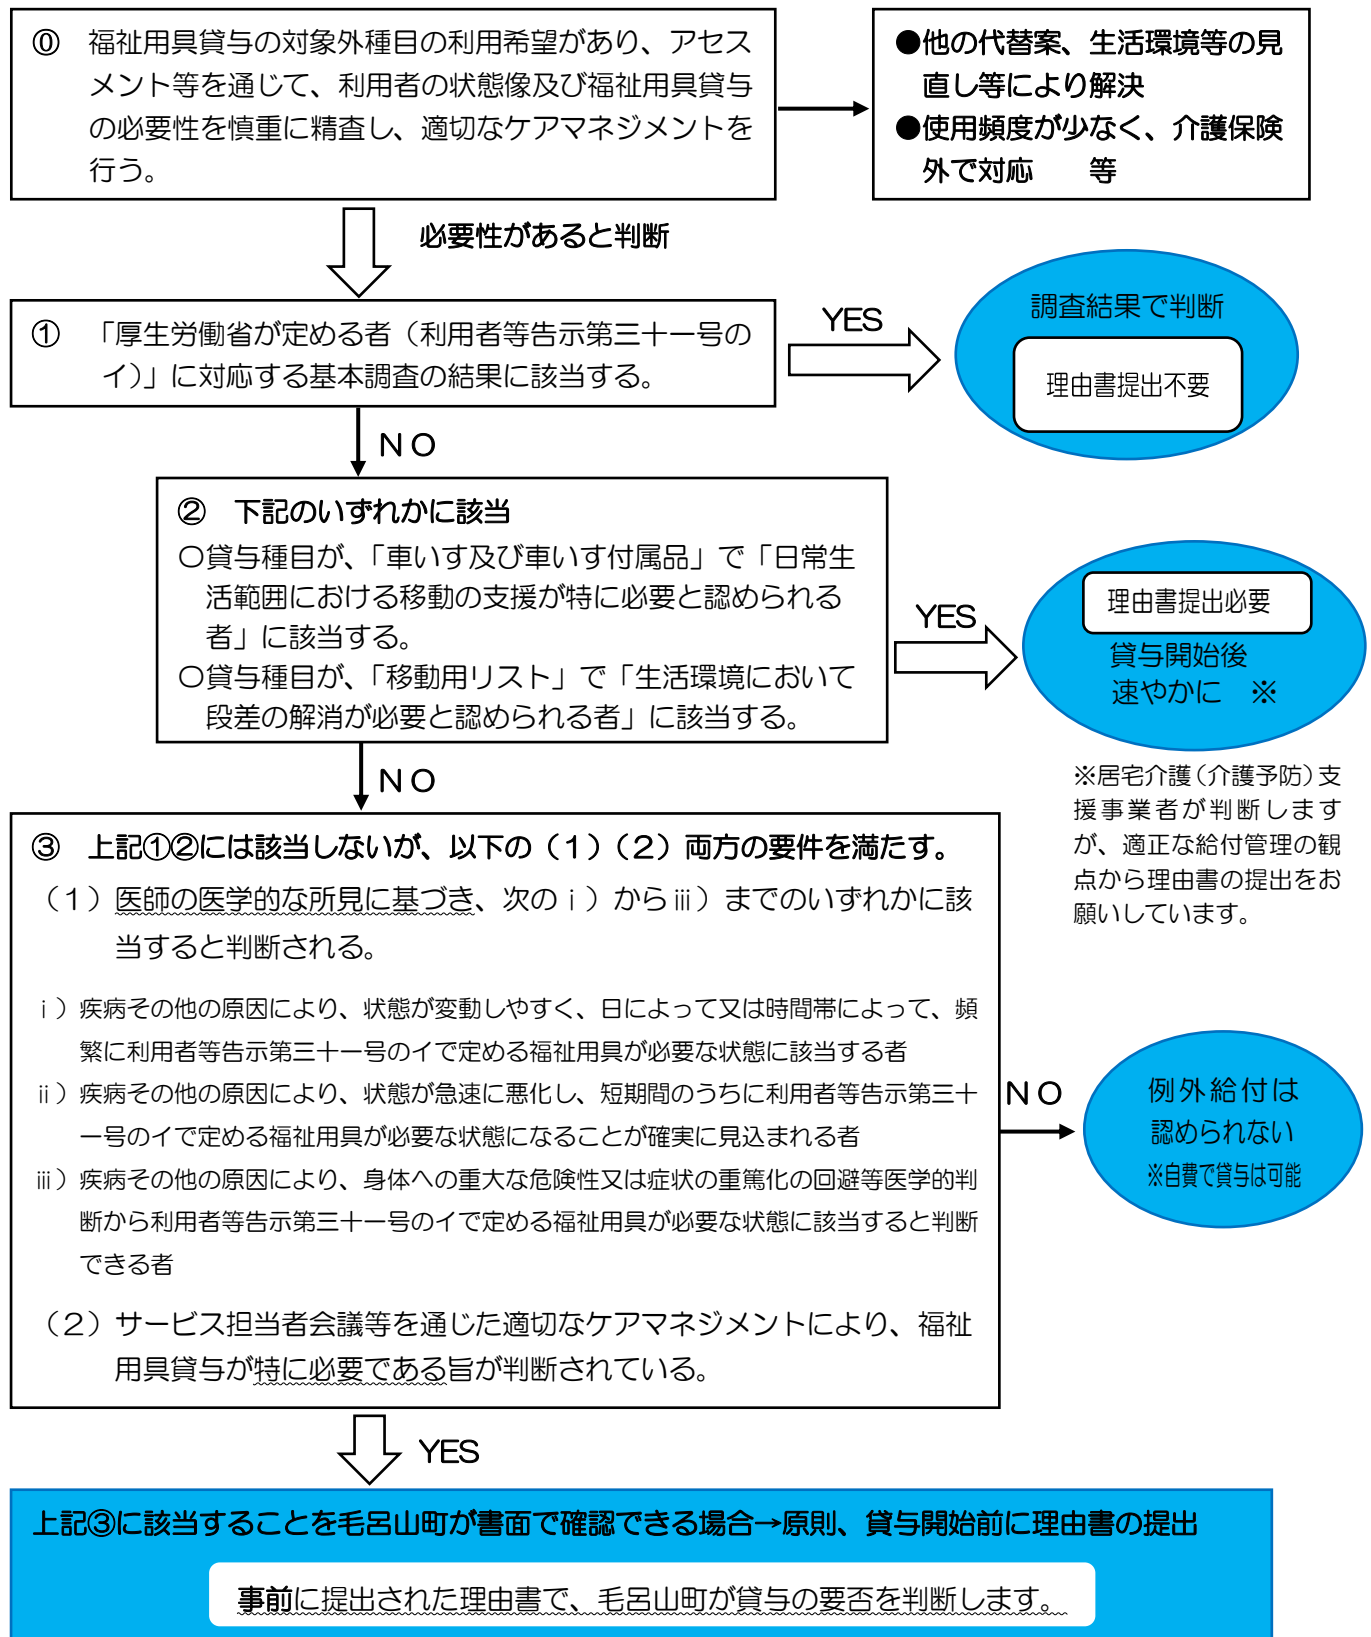 ⓪ 福祉用具貸与の対象外種目の利用希望があり、アセス
メント等を通じて、利用者の状態像及び福祉用具貸与
の必要性を慎重に精査し、適切なケアマネジメントを
行う。
●他の代替案、生活環境等の見
直し等により解決
●使用頻度が少なく、介護保険
外で対応 等
必要性があると判断
① 「厚生労働省が定める者（利用者等告示第三十一号の
イ）」に対応する基本調査の結果に該当する。
YES
調査結果で判断
理由書提出不要
ＮＯ
② 下記のいずれかに該当
〇貸与種目が、「車いす及び車いす付属品」で「日常生
活範囲における移動の支援が特に必要と認められる
者」に該当する。
〇貸与種目が、「移動用リスト」で「生活環境において
段差の解消が必要と認められる者」に該当する。
YES
理由書提出必要
貸与開始後
速やかに ※
※居宅介護（介護予防）支
援事業者が判断します
が、適正な給付管理の観
点から理由書の提出をお
願いしています。
ＮＯ
③ 上記①②には該当しないが、以下の（１）（２）両方の要件を満たす。
（１）医師の医学的な所見に基づき、次のⅰ）からⅲ）までのいずれかに該
当すると判断される。
ⅰ）疾病その他の原因により、状態が変動しやすく、日によって又は時間帯によって、頻
繁に利用者等告示第三十一号のイで定める福祉用具が必要な状態に該当する者
ⅱ）疾病その他の原因により、状態が急速に悪化し、短期間のうちに利用者等告示第三十
一号のイで定める福祉用具が必要な状態になることが確実に見込まれる者
ⅲ）疾病その他の原因により、身体への重大な危険性又は症状の重篤化の回避等医学的判
断から利用者等告示第三十一号のイで定める福祉用具が必要な状態に該当すると判断
できる者
（２）サービス担当者会議等を通じた適切なケアマネジメントにより、福祉
用具貸与が特に必要である旨が判断されている。
ＮＯ
例外給付は
認められない
※自費で貸与は可能
YES
上記③に該当することを毛呂山町が書面で確認できる場合→原則、貸与開始前に理由書の提出
事前に提出された理由書で、毛呂山町が貸与の要否を判断します。